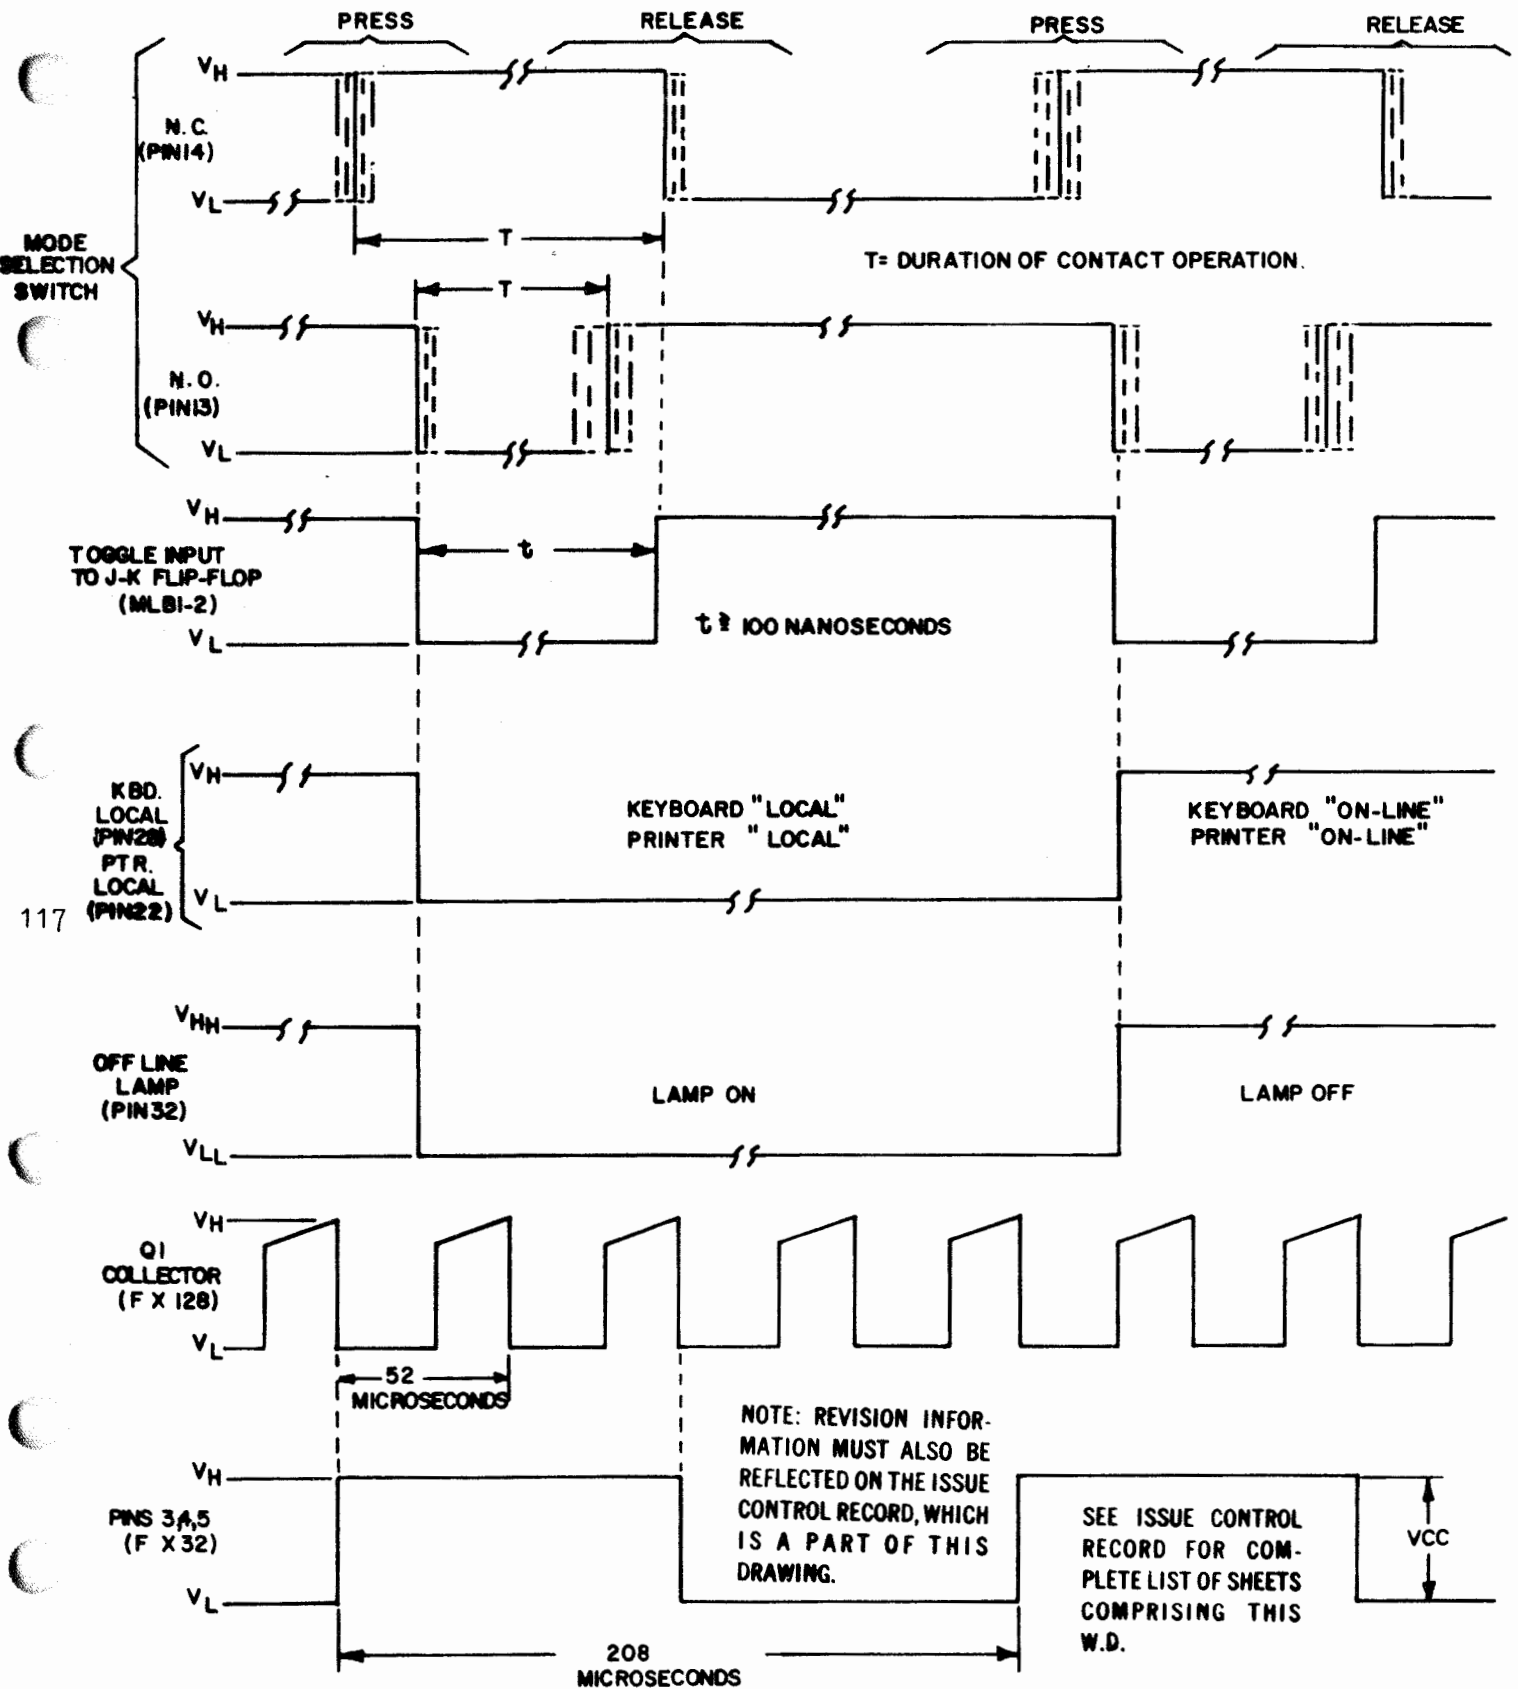 PRESS
RELEASE
PRESS
RELEASE
VH
N.C.
(PIN14)
VL
T
MODE
SELECTION
SWITCH
T= DURATION OF CONTACT OPERATION.
T
VH
N.O.
(PIN13)
VL
VH
TOGGLE INPUT
TO J-K FLIP-FLOP
(MLB1-2)
t
t ≥ 100 NANOSECONDS
VL
VH
KBD.
LOCAL
PTR.
LOCAL
(PIN22)
VL
KEYBOARD "LOCAL"
PRINTER "LOCAL"
KEYBOARD "ON-LINE"
PRINTER "ON-LINE"
117
VHH
OFF LINE
LAMP
(PIN32)
LAMP ON
LAMP OFF
VLL
VH
Q1
COLLECTOR
(F X 128)
VL
52
MICROSECONDS
VH
PINS 3,4,5
(F X 32)
VL
NOTE: REVISION INFOR-
MATION MUST ALSO BE
REFLECTED ON THE ISSUE
CONTROL RECORD, WHICH
IS A PART OF THIS
DRAWING.
SEE ISSUE CONTROL
RECORD FOR COM-
PLETE LIST OF SHEETS
COMPRISING THIS
W.D.
VCC
208
MICROSECONDS